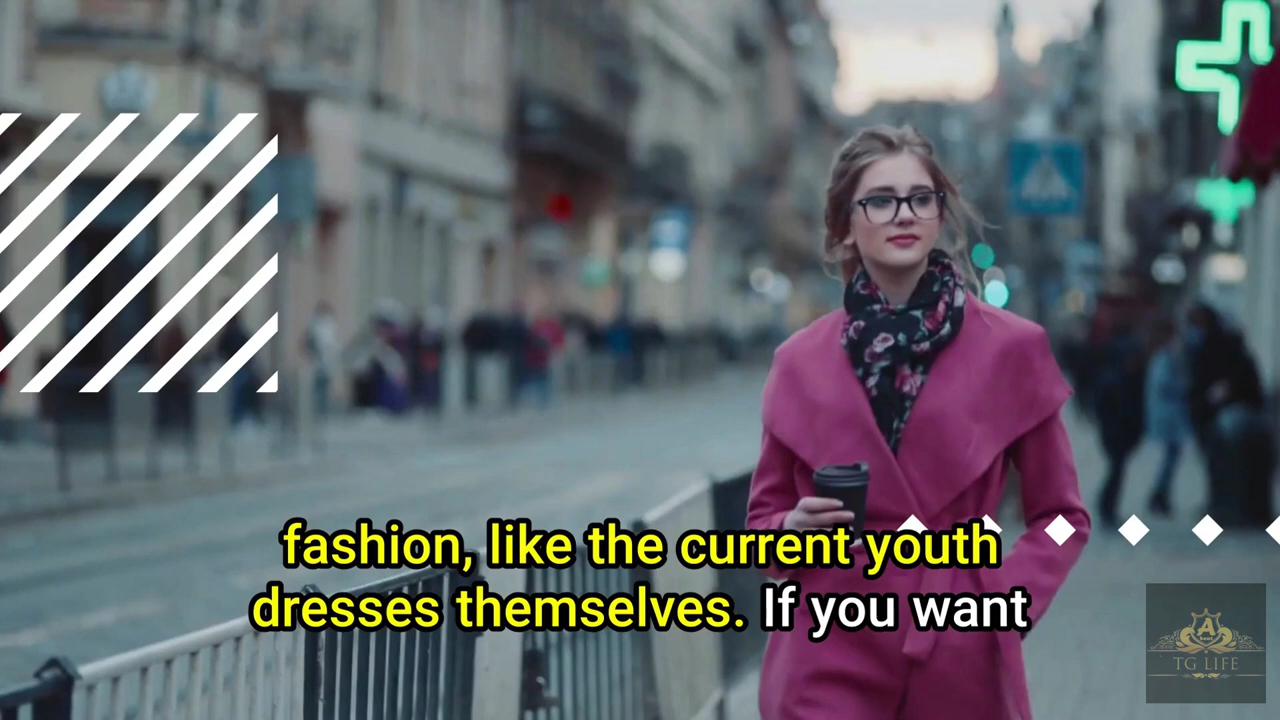 fashion, like the current youth
dresses themselves. If you want
A
TG LIFE